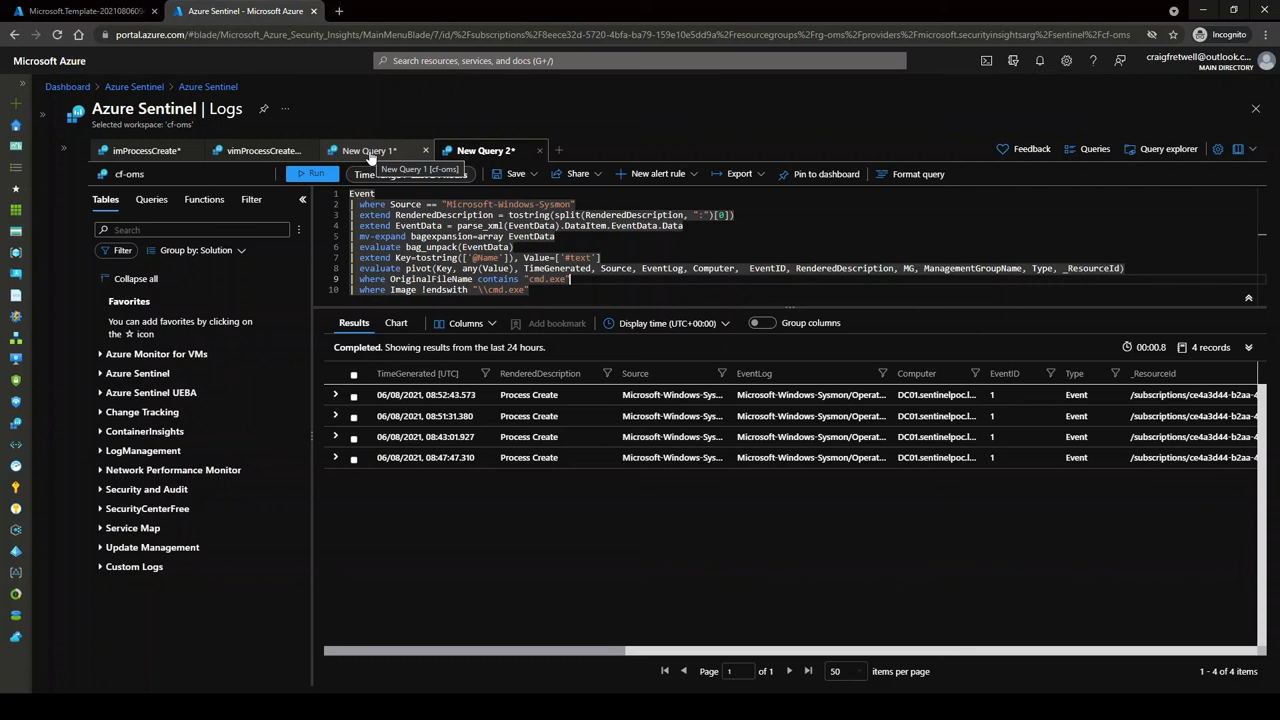 Microsoft.Template-20210806094
Azure Sentinel - Microsoft Azure
portal.azure.com/#blade/Microsoft_Azure_Security_Insights/MainMenuBlade/7/id/%2Fsubscriptions%2F8eece32d-5720-4bfa-ba79-159e10e5dd9a%2Fresourcegroups%2Frg-oms%2Fproviders%2Fmicrosoft.securityinsightsarg%2Fsentinel%2Fcf-oms
Incognito
Microsoft Azure
Search resources, services, and docs (G+/)
craigfretwell@outlook.c...
MAIN DIRECTORY
Dashboard
Azure Sentinel
Azure Sentinel
Azure Sentinel | Logs
Selected workspace: 'cf-oms'
imProcessCreate*
vimProcessCreate...
New Query 1*
New Query 2*
Feedback
Queries
Query explorer
New Query 1 [cf-oms]
cf-oms
Run
Save
Share
New alert rule
Export
Pin to dashboard
Format query
Tables
Queries
Functions
Filter
Search
Filter
Group by: Solution
Collapse all
Favorites
You can add favorites by clicking on
the ☆ icon
Azure Monitor for VMs
Azure Sentinel
Azure Sentinel UEBA
Change Tracking
ContainerInsights
LogManagement
Network Performance Monitor
Security and Audit
SecurityCenterFree
Service Map
Update Management
Custom Logs
1 Event
2 | where Source == "Microsoft-Windows-Sysmon"
3 | extend RenderedDescription = tostring(split(RenderedDescription, ":")[0])
4 | extend EventData = parse_xml(EventData).DataItem.EventData.Data
5 | mv-expand bagexpansion=array EventData
6 | evaluate bag_unpack(EventData)
7 | extend Key=tostring(['@Name']), Value=['#text']
8 | evaluate pivot(Key, any(Value), TimeGenerated, Source, EventLog, Computer, EventID, RenderedDescription, MG, ManagementGroupName, Type, _ResourceId)
9 | where OriginalFileName contains "cmd.exe"
10 | where Image !endswith "\\cmd.exe"
Results
Chart
Columns
Add bookmark
Display time (UTC+00:00)
Group columns
Completed. Showing results from the last 24 hours.
00:00.8
4 records
TimeGenerated [UTC] RenderedDescription Source EventLog Computer EventID Type _ResourceId
06/08/2021, 08:52:43.573 Process Create Microsoft-Windows-Sys... Microsoft-Windows-Sysmon/Operat... DC01.sentinelpoc.l... 1 Event /subscriptions/ce4a3d44-b2aa-4
06/08/2021, 08:51:31.380 Process Create Microsoft-Windows-Sys... Microsoft-Windows-Sysmon/Operat... DC01.sentinelpoc.l... 1 Event /subscriptions/ce4a3d44-b2aa-4
06/08/2021, 08:43:01.927 Process Create Microsoft-Windows-Sys... Microsoft-Windows-Sysmon/Operat... DC01.sentinelpoc.l... 1 Event /subscriptions/ce4a3d44-b2aa-4
06/08/2021, 08:47:47.310 Process Create Microsoft-Windows-Sys... Microsoft-Windows-Sysmon/Operat... DC01.sentinelpoc.l... 1 Event /subscriptions/ce4a3d44-b2aa-4
Page 1 of 1
50
items per page
1 - 4 of 4 items